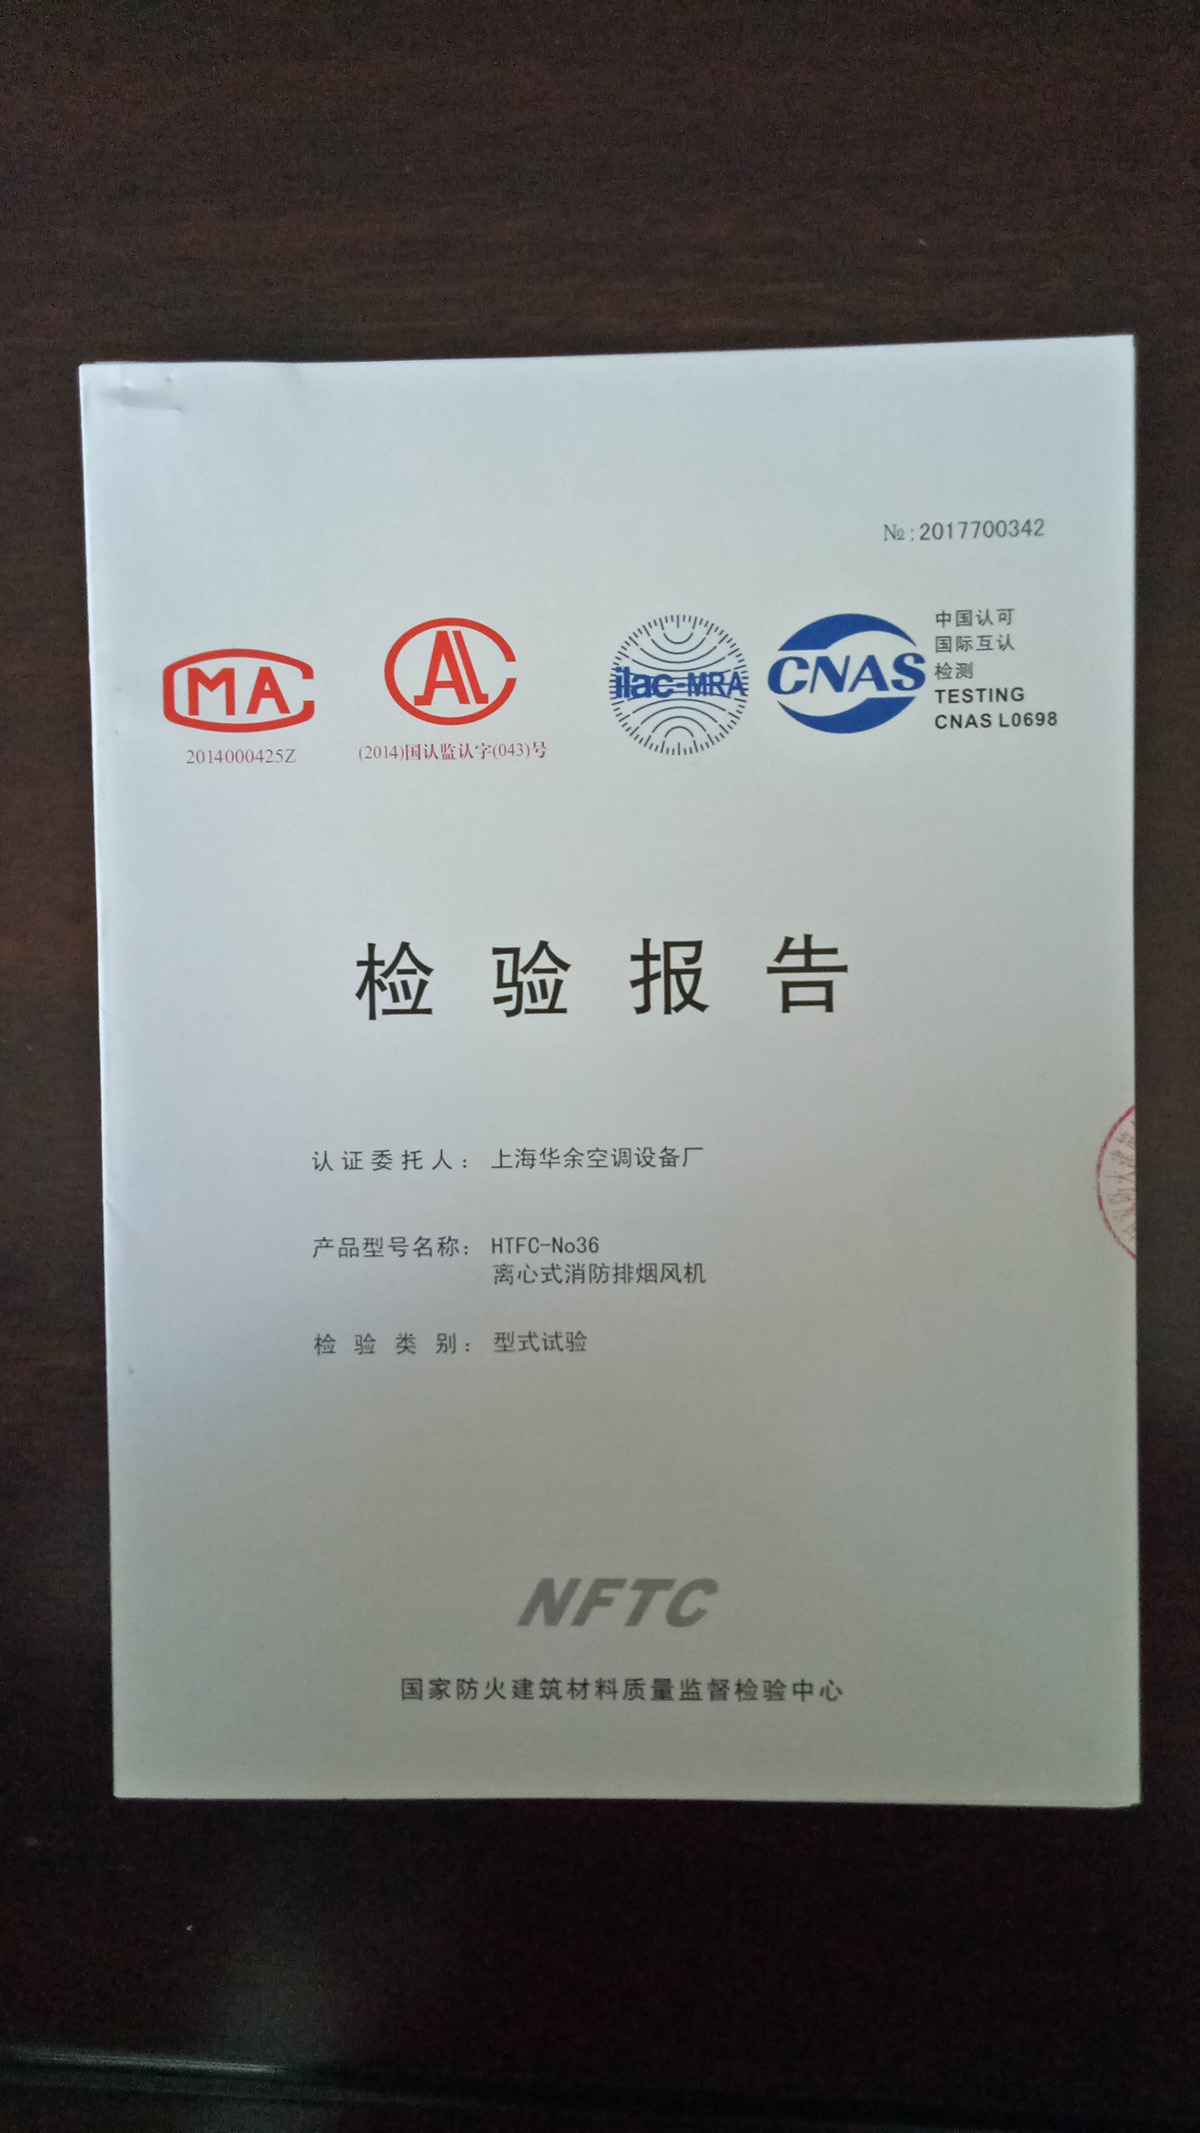 №:2017700342
MA
2014000425Z
AL
(2014)国认监认字(043)号
ilac-MRA
CNAS
中国认可
国际互认
检测
TESTING
CNAS L0698
检验报告
认证委托人：上海华余空调设备厂
产品型号名称：HTFC-No36
离心式消防排烟风机
检验类别：型式试验
NFTC
国家防火建筑材料质量监督检验中心